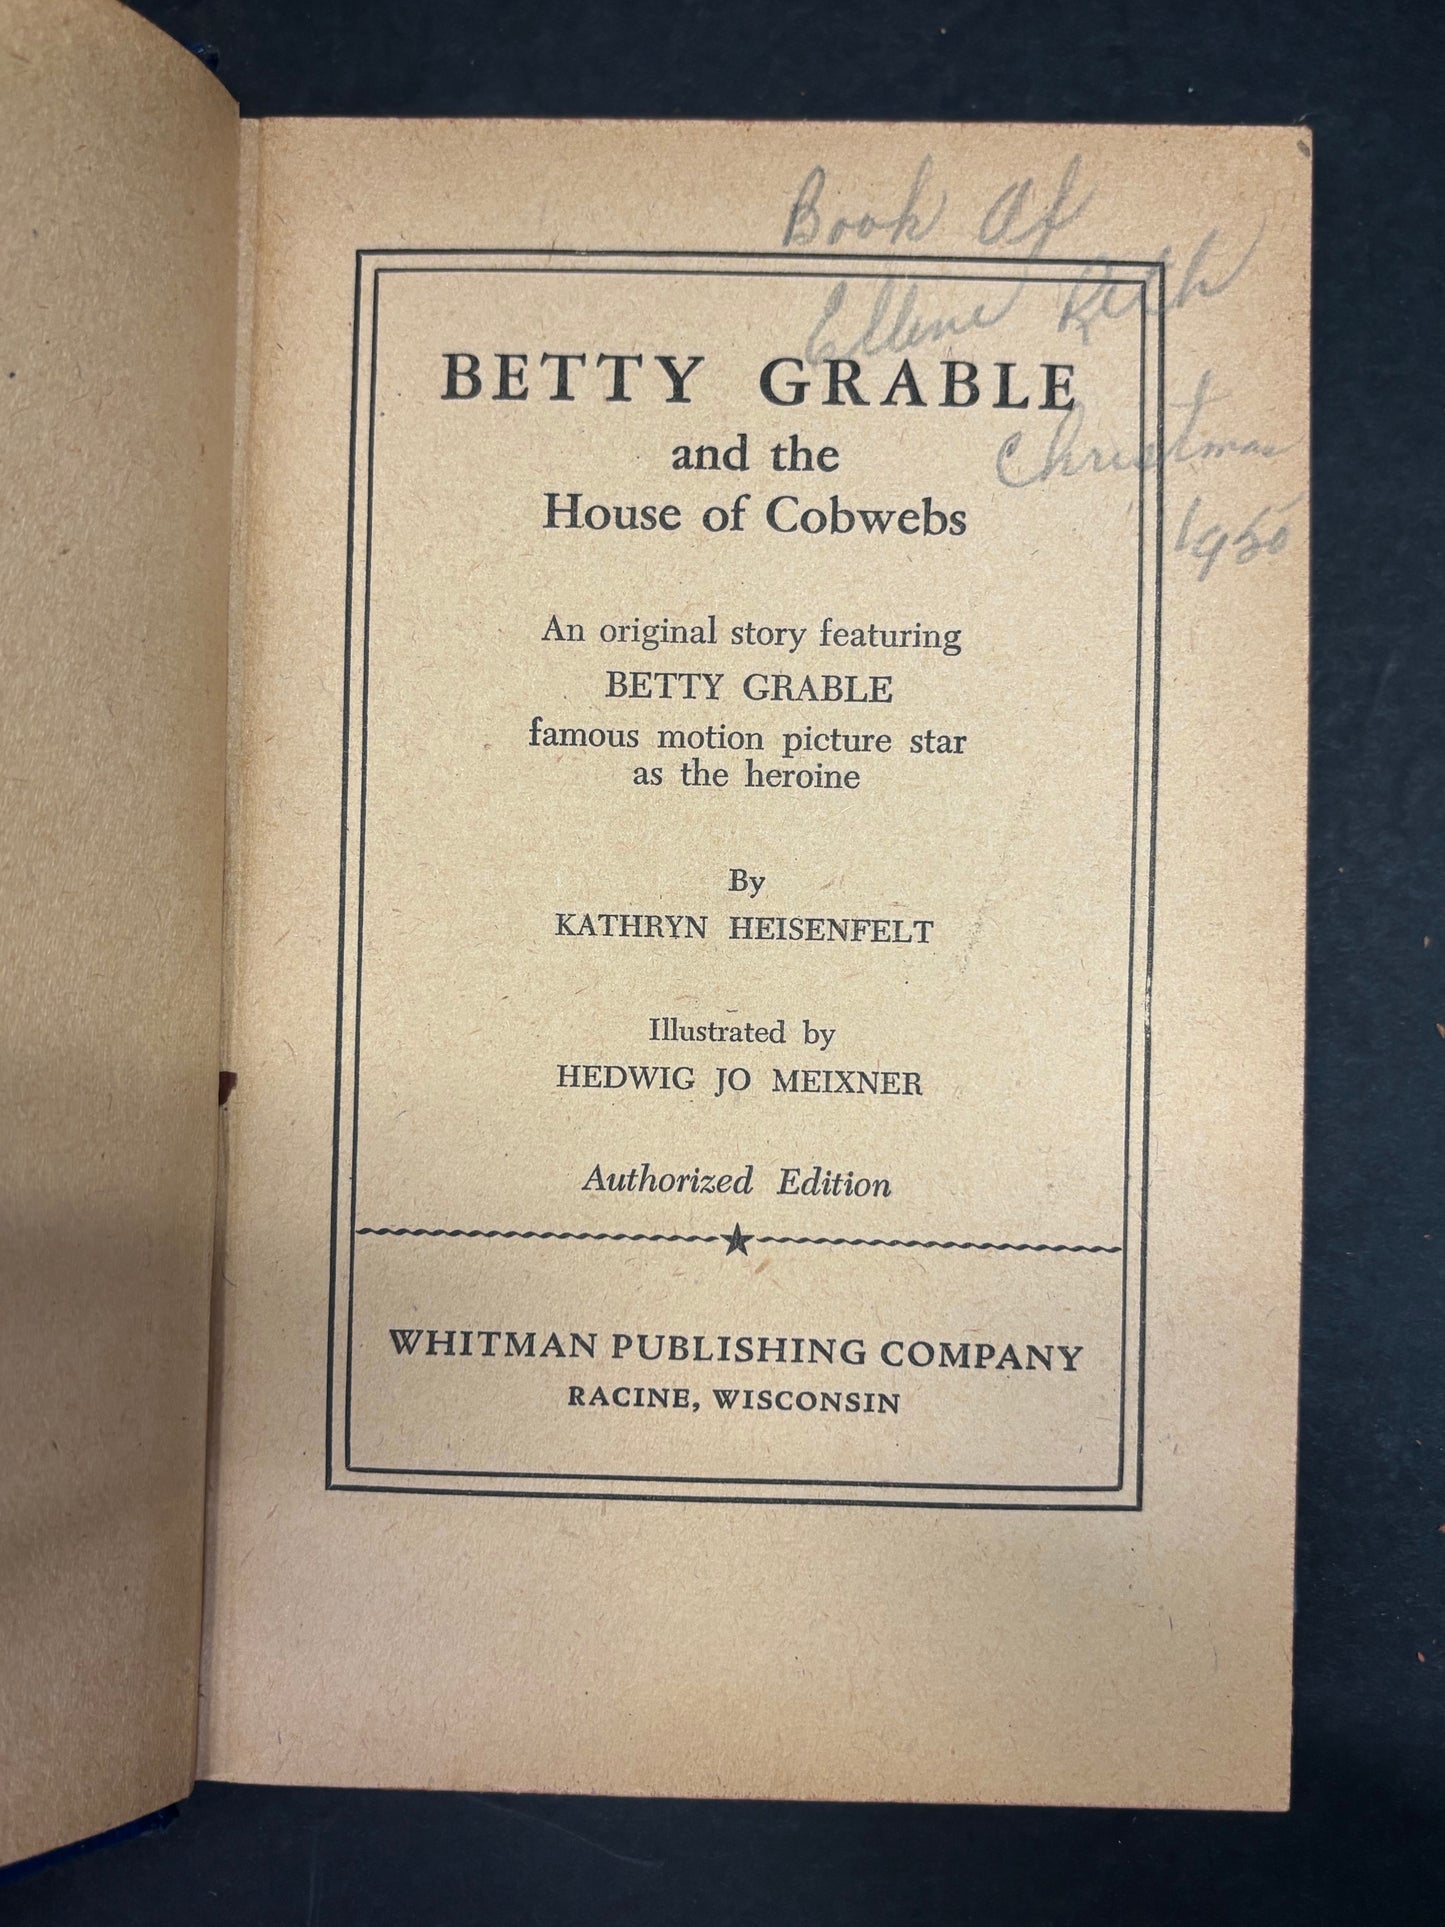 Book Of
Ellene
Christmas
1950
BETTY GRABLE
and the
House of Cobwebs
An original story featuring
BETTY GRABLE
famous motion picture star
as the heroine
By
KATHRYN HEISENFELT
Illustrated by
HEDWIG JO MEIXNER
Authorized Edition
WHITMAN PUBLISHING COMPANY
RACINE, WISCONSIN